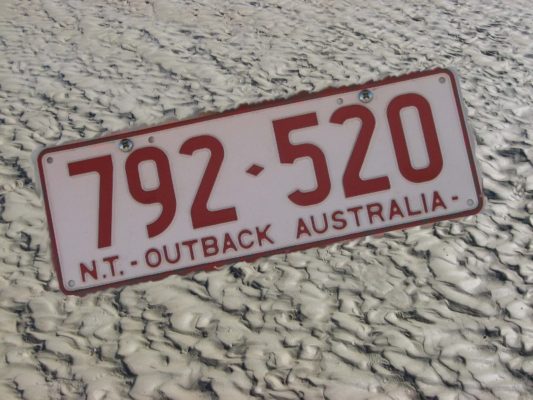 792·520
N.T. - OUTBACK AUSTRALIA -